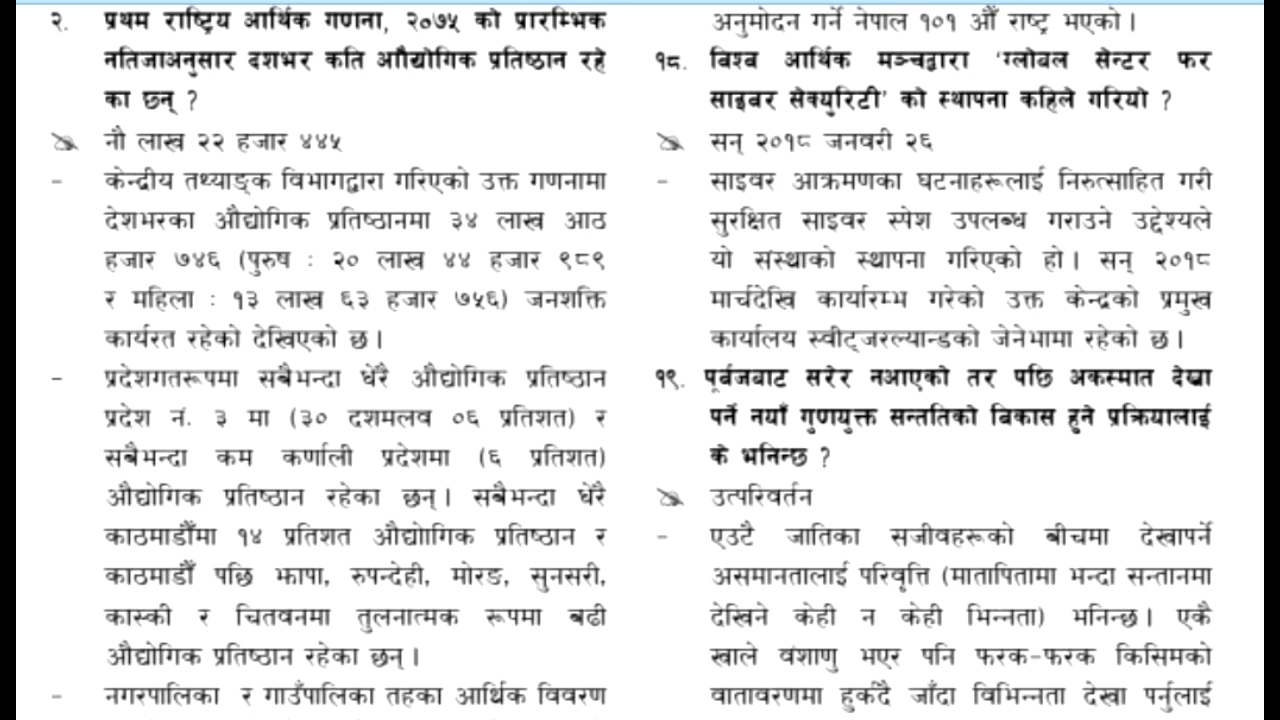 २. प्रथम राष्ट्रिय आर्थिक गणना, २०७५ को प्रारम्भिक
नतिजाअनुसार दशभर कति औाद्योगिक प्रतिष्ठान रहे
का छन् ?
नौ लाख २२ हजार ४४५
- केन्द्रीय तथ्याङ्क विभागद्वारा गरिएको उक्त गणनामा
देशभरका औद्योगिक प्रतिष्ठानमा ३४ लाख आठ
हजार ७४६ (पुरुष : २० लाख ४४ हजार ९८९
र महिला : १३ लाख ६३ हजार ७५६) जनशक्ति
कार्यरत रहेको देखिएको छ।
- प्रदेशगतरूपमा सबैभन्दा धेरै औद्योगिक प्रतिष्ठान
प्रदेश नं. ३ मा (३० दशमलव ०६ प्रतिशत) र
सबैभन्दा कम कर्णाली प्रदेशमा (६ प्रतिशत)
औद्योगिक प्रतिष्ठान रहेका छन्। सबैभन्दा धेरै
काठमाडौँमा १४ प्रतिशत औद्योागिक प्रतिष्ठान र
काठमाडौँ पछि झापा, रुपन्देही, मोरङ, सुनसरी,
कास्की र चितवनमा तुलनात्मक रूपमा बढी
औद्योगिक प्रतिष्ठान रहेका छन्।
- नगरपालिका र गाउँपालिका तहका आर्थिक विवरण
अनुमोदन गर्ने नेपाल १०१ औँ राष्ट्र भएको।
१८. विश्व आर्थिक मञ्चद्वारा 'ग्लोबल सेन्टर फर
साइबर सेक्युरिटी' को स्थापना कहिले गरियो ?
सन् २०१८ जनवरी २६
- साइवर आक्रमणका घटनाहरूलाई निरुत्साहित गरी
सुरक्षित साइवर स्पेश उपलब्ध गराउने उद्देश्यले
यो संस्थाको स्थापना गरिएको हो। सन् २०१८
मार्चदेखि कार्यारम्भ गरेको उक्त केन्द्रको प्रमुख
कार्यालय स्वीट्जरल्यान्डको जेनेभामा रहेको छ।
१९. पूर्वजबाट सरेर नआएको तर पछि अकस्मात देखा
पर्ने नयाँ गुणयुक्त सन्ततिको बिकास हुने प्रक्रियालाई
के भनिन्छ ?
उत्परिवर्तन
- एउटै जातिका सजीवहरूको बीचमा देखापर्ने
असमानतालाई परिवृत्ति (मातापितामा भन्दा सन्तानमा
देखिने केही न केही भिन्नता) भनिन्छ। एकै
खाले वंशाणु भएर पनि फरक-फरक किसिमको
वातावरणमा हुर्कंदै जाँदा विभिन्नता देखा पर्नुलाई